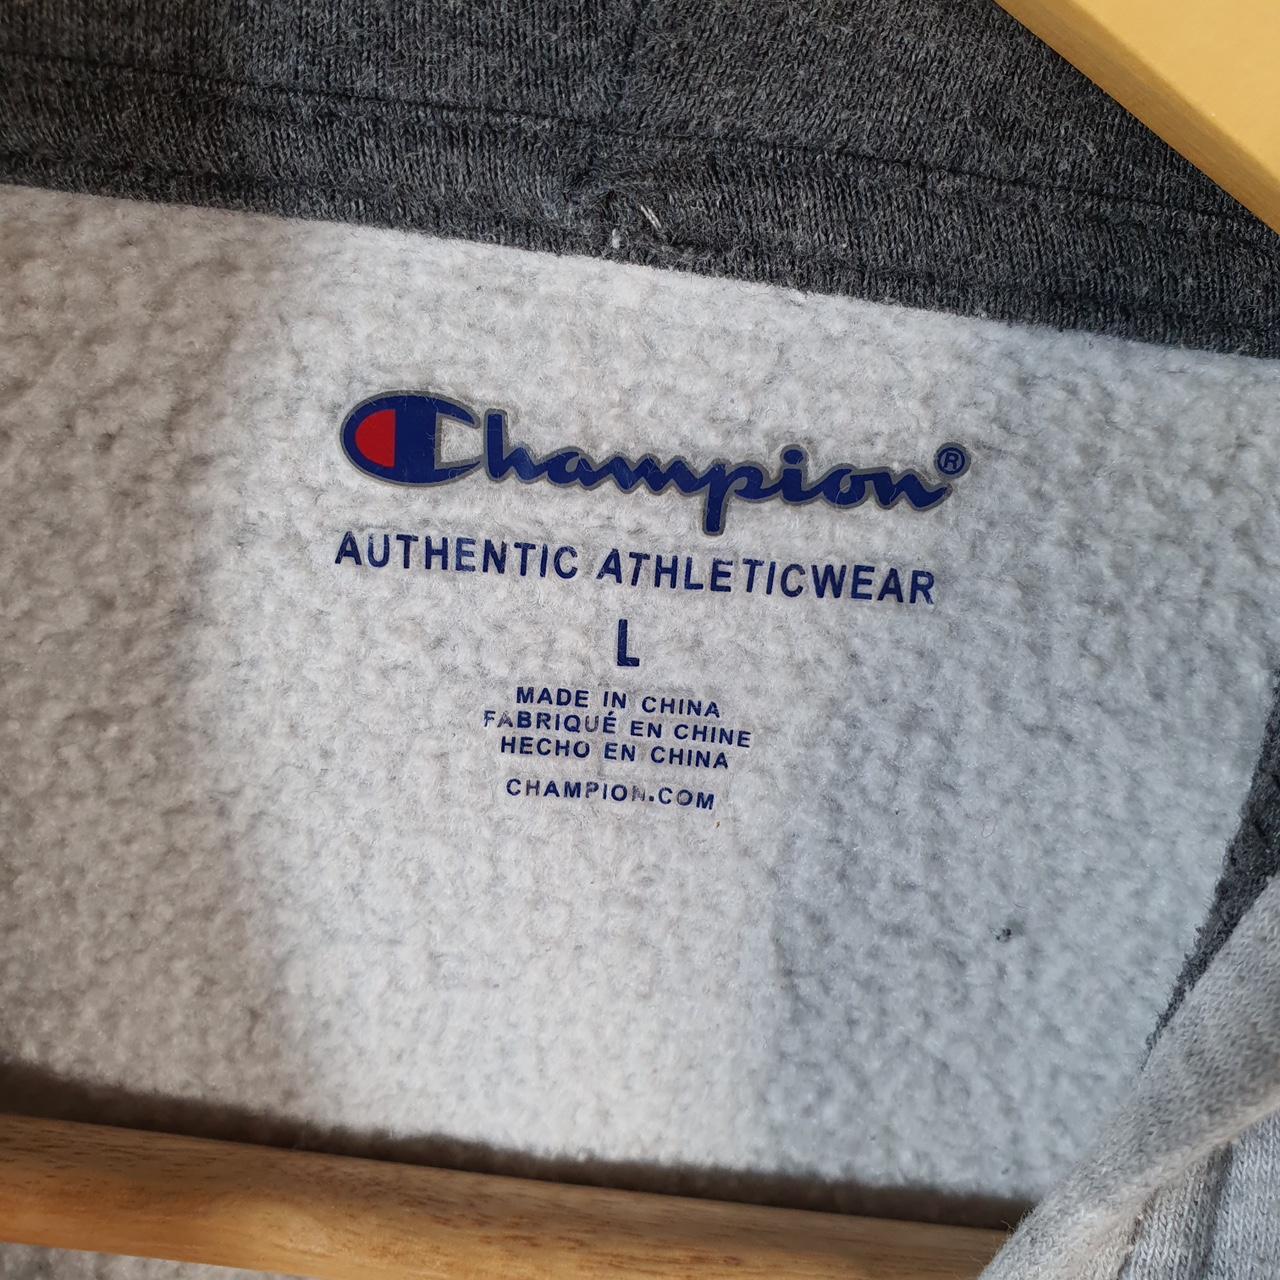 Champion®
AUTHENTIC ATHLETICWEAR
L
MADE IN CHINA
FABRIQUÉ EN CHINE
HECHO EN CHINA
CHAMPION.COM